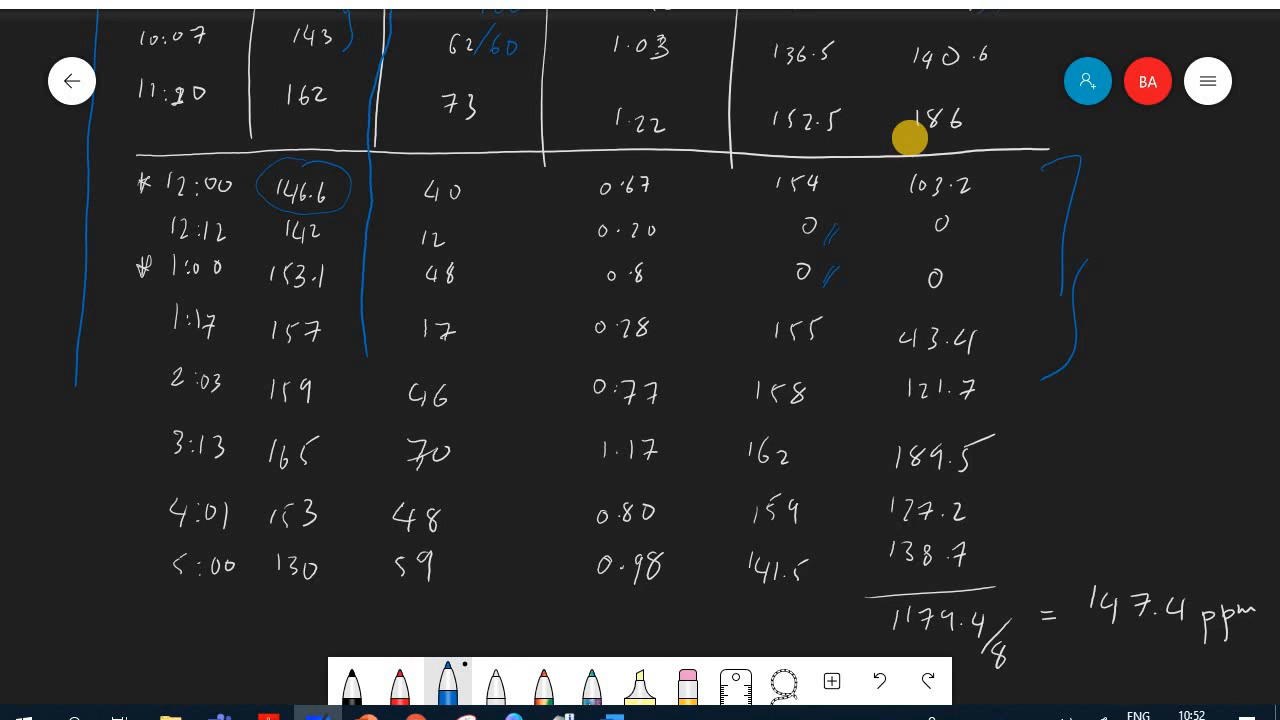 10:07 143 62/60 1.03 136.5 140.6
11:20 162 73 1.22 152.5 186
BA
* 12:00 146.6 40 0.67 154 103.2
12:12 142 12 0.20 0 0
* 1:00 153.1 48 0.8 0 0
1:17 157 17 0.28 155 43.4
2:03 159 46 0.77 158 121.7
3:13 165 70 1.17 162 189.5
4:01 153 48 0.80 159 127.2
5:00 130 59 0.98 141.5 138.7
1179.4/8 = 147.4 ppm
ENG 10:52